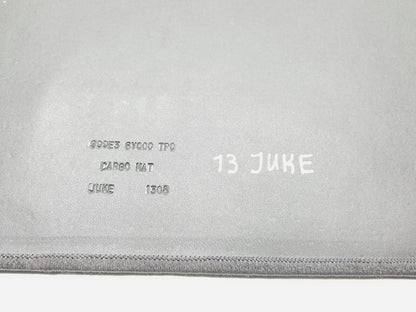 999E3 6Y000 TPO
CARGO MAT
JUKE 1308
13 JUKE